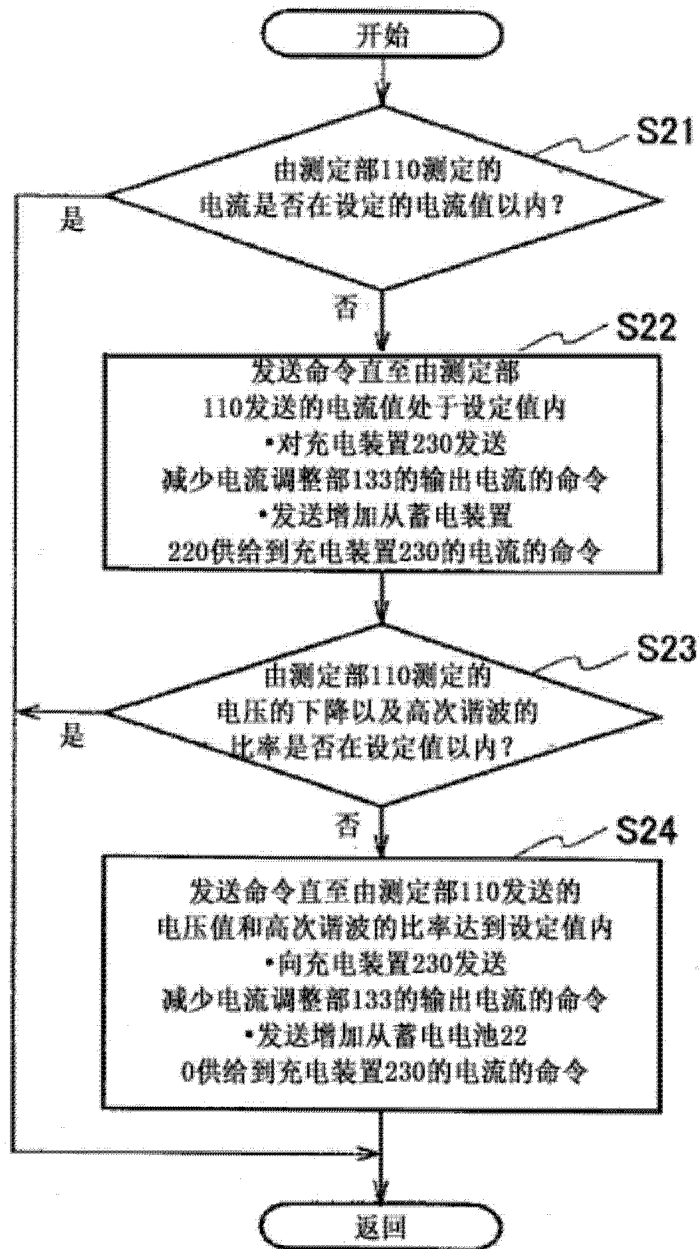 开始
S21
由测定部110测定的
电流是否在设定的电流值以内?
是
否
S22
发送命令直至由测定部
110发送的电流值处于设定值内
•对充电装置230发送
减少电流调整部133的输出电流的命令
•发送增加从蓄电装置
220供给到充电装置230的电流的命令
S23
由测定部110测定的
电压的下降以及高次谐波的
比率是否在设定值以内?
是
否
S24
发送命令直至由测定部110发送的
电压值和高次谐波的比率达到设定值内
•向充电装置230发送
减少电流调整部133的输出电流的命令
•发送增加从蓄电电池22
0供给到充电装置230的电流的命令
返回